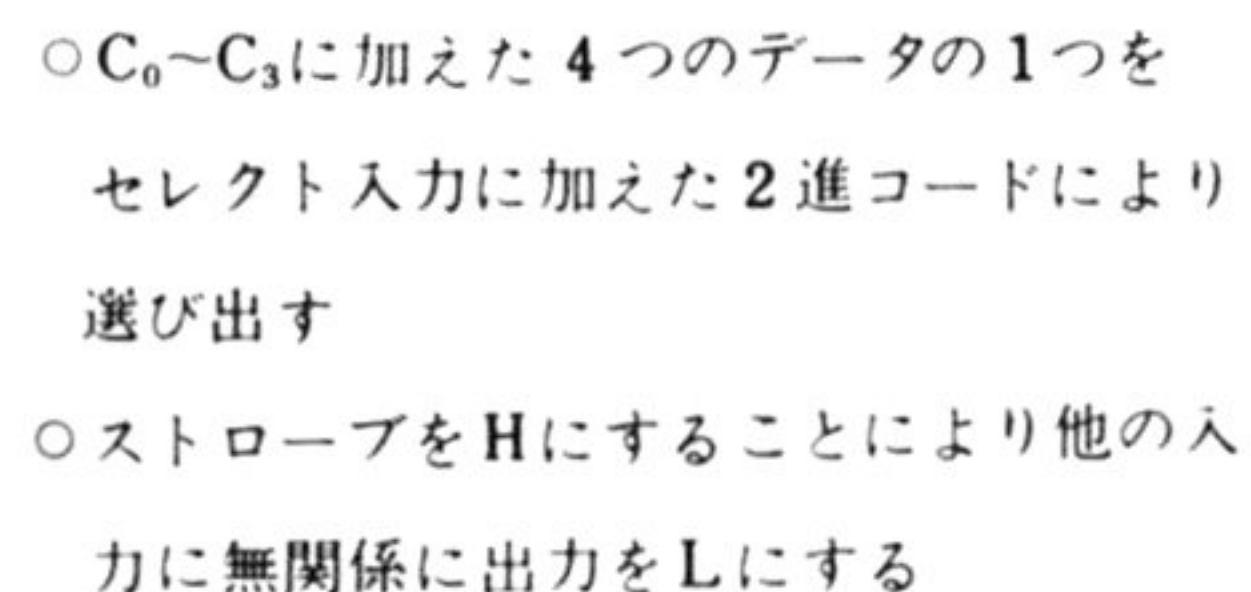 ○C₀~C₃に加えた4つのデータの1つを
セレクト入力に加えた2進コードにより
選び出す
○ストローブをHにすることにより他の入
力に無関係に出力をLにする